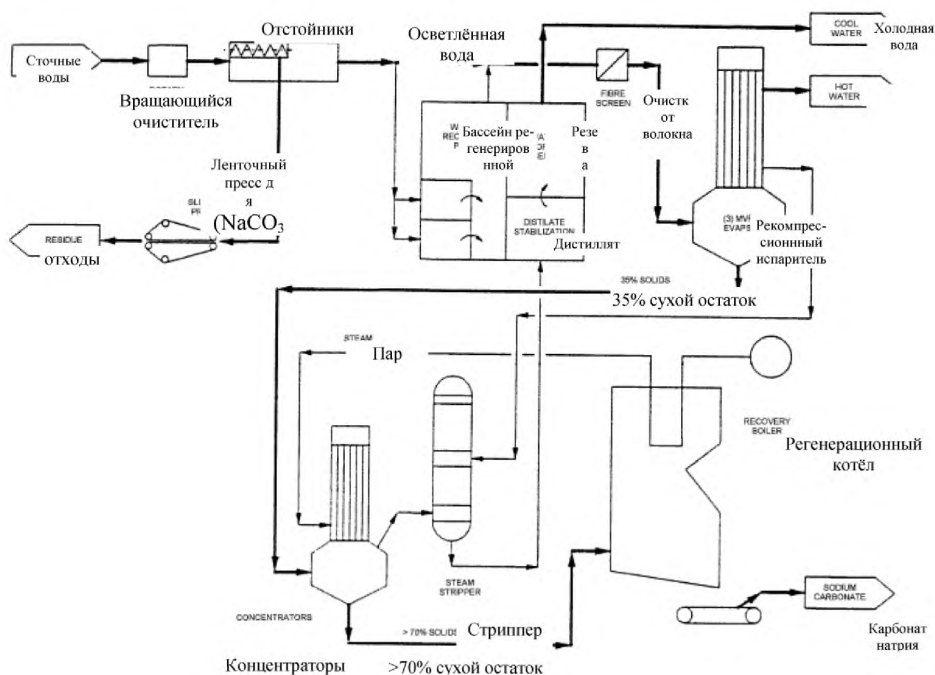 Сточные
воды
Вращающийся
очиститель
Отстойники
Осветлённая
вода
COOL
WATER
Холодная
вода
HOT
WATER
FIBRE
SCREEN
Очистк
от
волокна
Бассейн ре-
генериров
нной
Резе
в
а
DISTILATE
STABILIZATION
Дистиллят
(3) MVR
EVAPS
Рекомпрес-
сионнный
испаритель
Ленточный
пресс д
я
(NaCO3
RESIDUE
отходы
35% SOLIDS
35% сухой остаток
STEAM
Пар
RECOVERY
BOILER
Регенерационный
котёл
STEAM
STRIPPER
CONCENTRATORS
> 70% SOLIDS
Стриппер
Концентраторы
>70% сухой остаток
SODIUM
CARBONATE
Карбонат
натрия